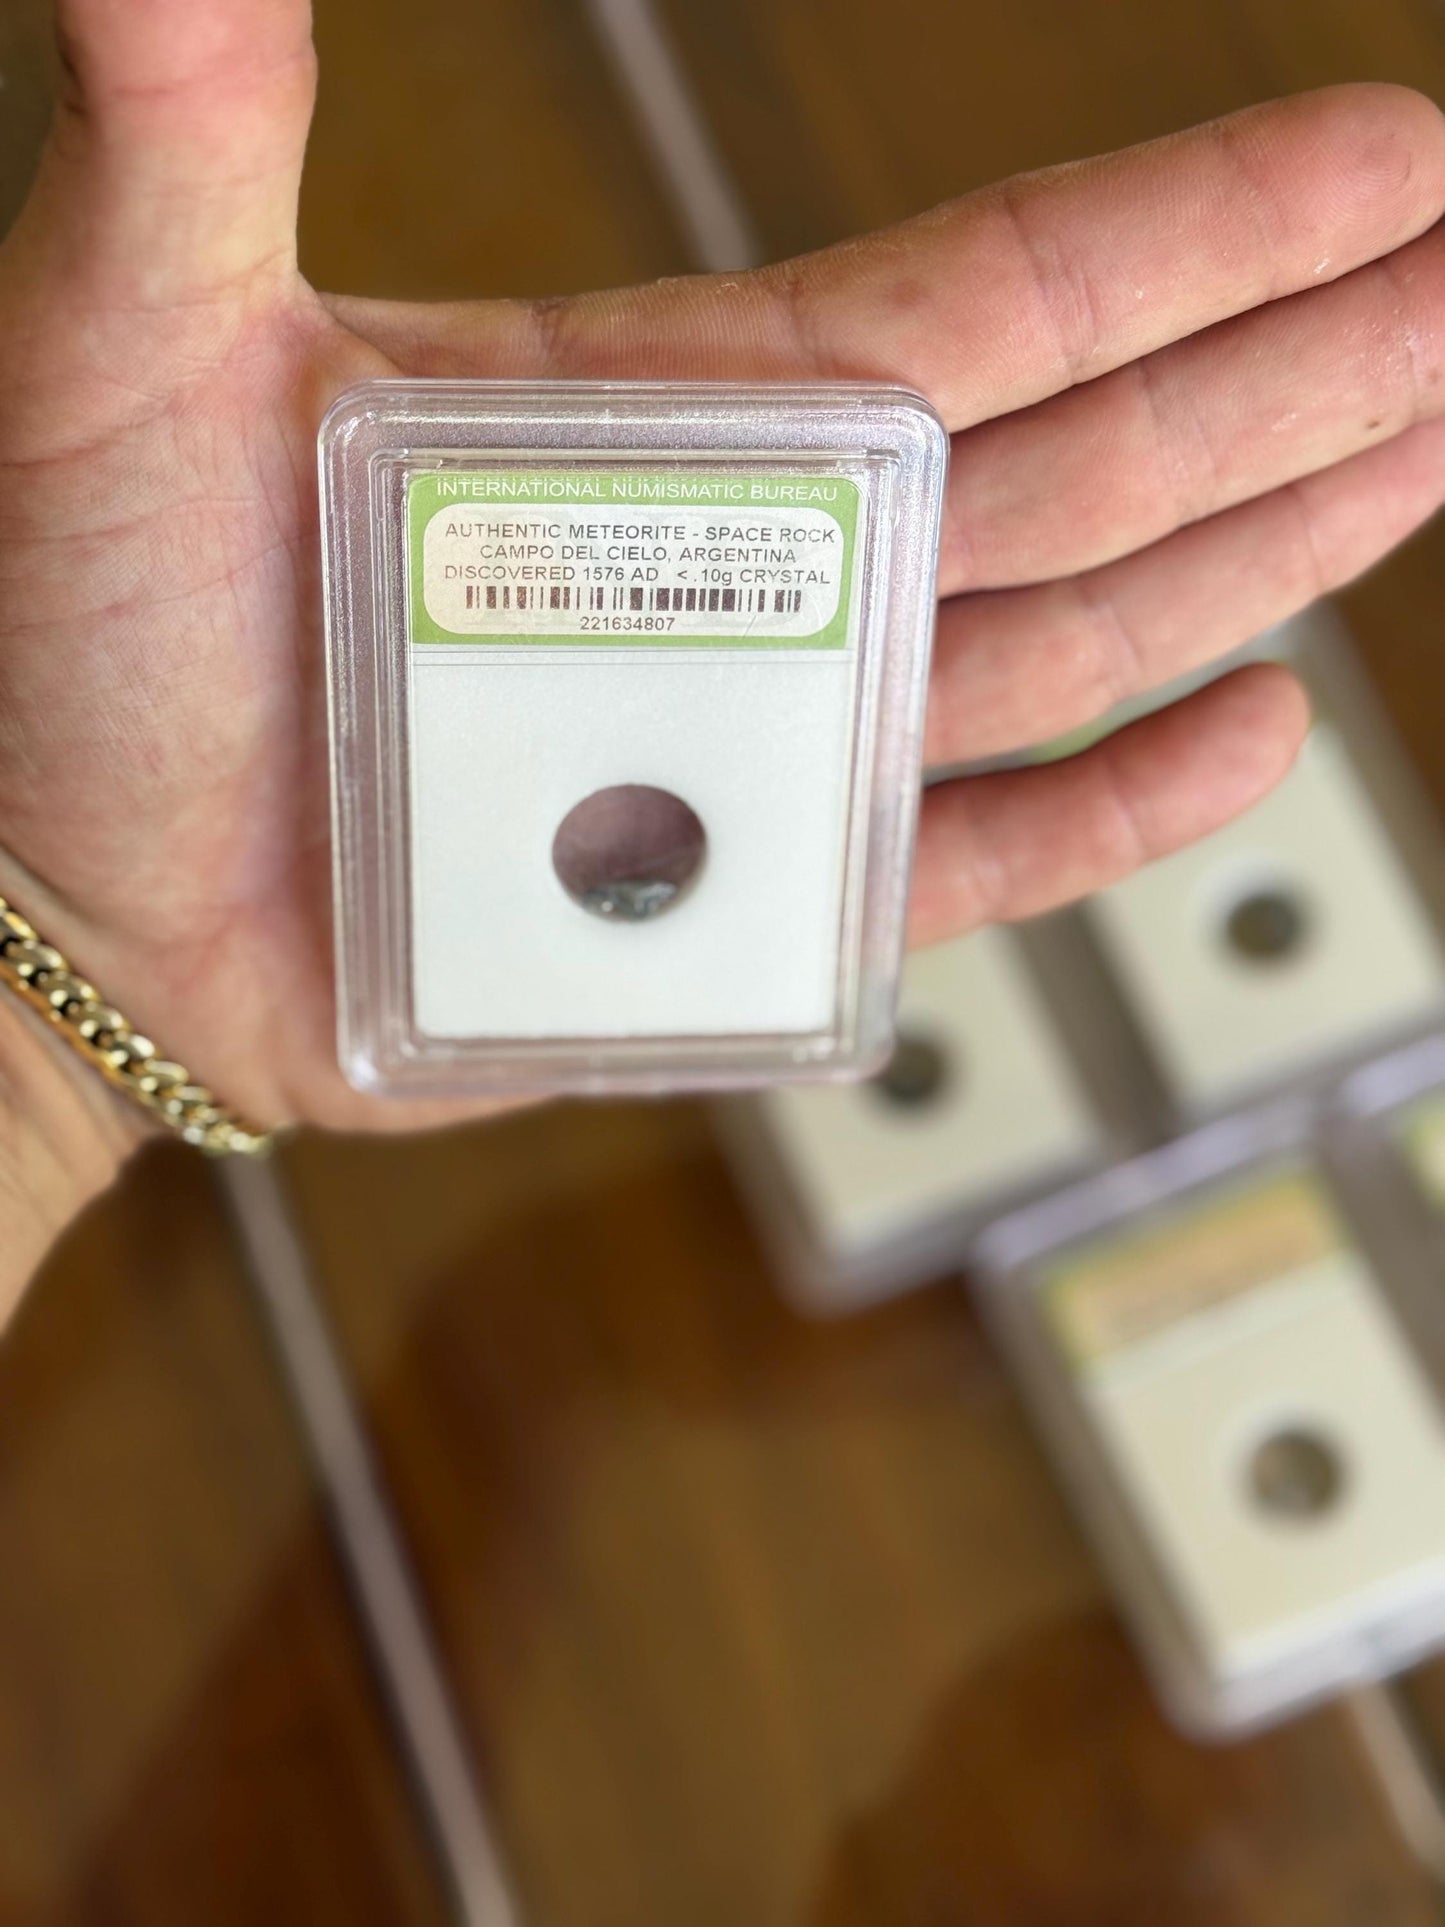 INTERNATIONAL NUMISMATIC BUREAU
AUTHENTIC METEORITE - SPACE ROCK
CAMPO DEL CIELO, ARGENTINA
DISCOVERED 1576 AD < .10g CRYSTAL
221634807